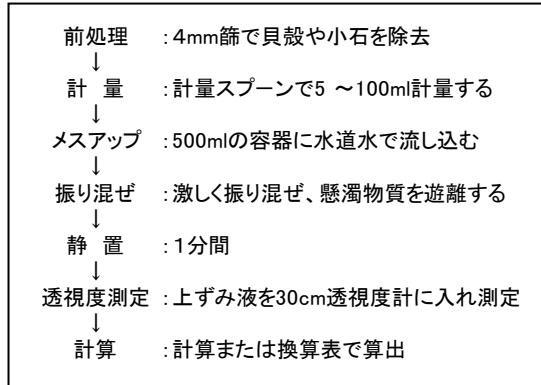 前処理 ：4mm篩で貝殻や小石を除去
↓
計 量 ：計量スプーンで5 ～100ml計量する
↓
メスアップ ：500mlの容器に水道水で流し込む
↓
振り混ぜ ：激しく振り混ぜ、懸濁物質を遊離する
↓
静 置 ：1分間
↓
透視度測定 ：上ずみ液を30cm透視度計に入れ測定
↓
計算 ：計算または換算表で算出